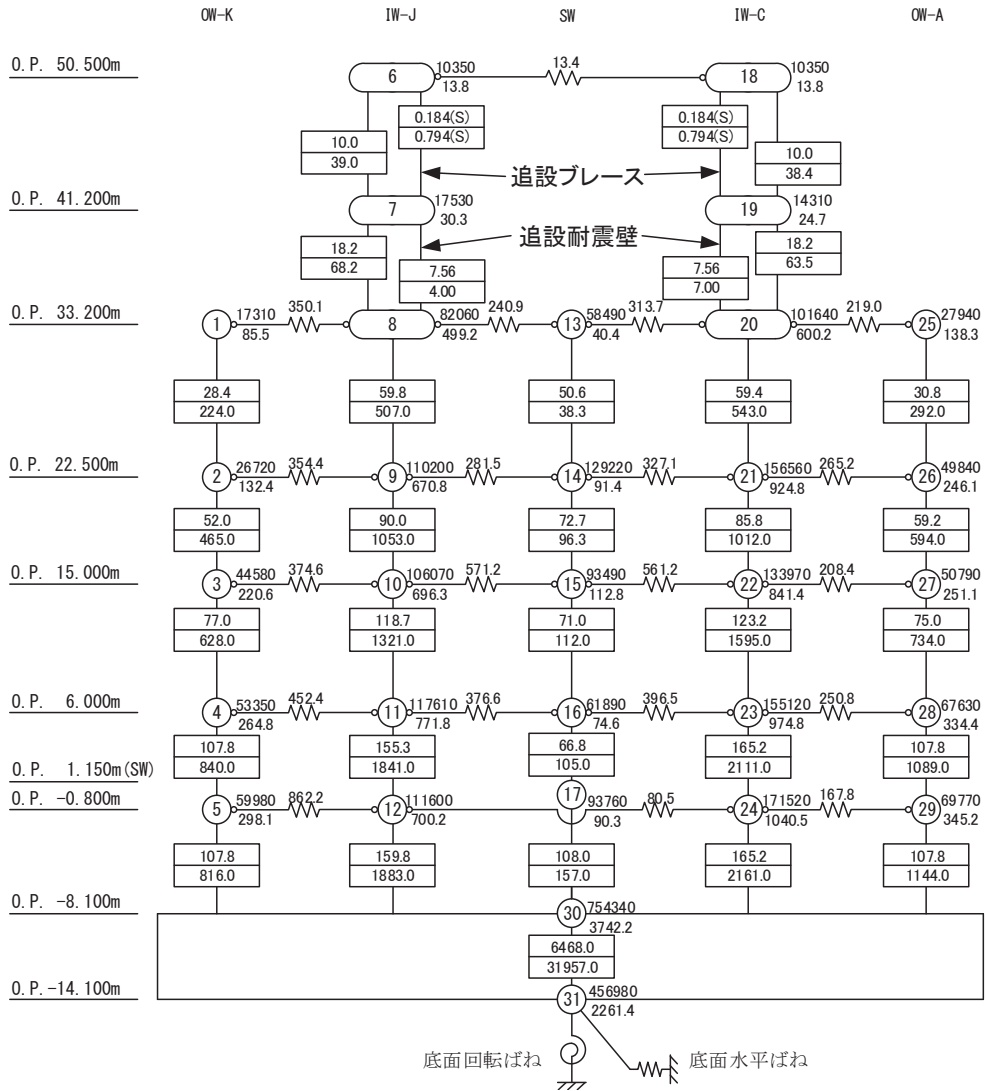 OW-K IW-J SW IW-C OW-A
O.P. 50.500m 6 10350 13.4 18 10350
13.8 13.8
0.184(S) 0.184(S)
0.794(S) 0.794(S)
10.0 10.0
39.0 38.4
追設ブレース
O.P. 41.200m 7 17530 19 14310
30.3 24.7
追設耐震壁
18.2 18.2
68.2 63.5
7.56 7.56
4.00 7.00
O.P. 33.200m 1 17310 350.1 8 82060 240.9 13 58490 313.7 20 101640 219.0 25 27940
85.5 499.2 40.4 600.2 138.3
28.4 59.8 50.6 59.4 30.8
224.0 507.0 38.3 543.0 292.0
O.P. 22.500m 2 26720 354.4 9 110200 281.5 14 129220 327.1 21 156560 265.2 26 49840
132.4 670.8 91.4 924.8 246.1
52.0 90.0 72.7 85.8 59.2
465.0 1053.0 96.3 1012.0 594.0
O.P. 15.000m 3 44580 374.6 10 106070 571.2 15 93490 561.2 22 133970 208.4 27 50790
220.6 696.3 112.8 841.4 251.1
77.0 118.7 71.0 123.2 75.0
628.0 1321.0 112.0 1595.0 734.0
O.P. 6.000m 4 53350 452.4 11 117610 376.6 16 61890 396.5 23 155120 250.8 28 67630
264.8 771.8 74.6 974.8 334.4
107.8 155.3 66.8 165.2 107.8
840.0 1841.0 105.0 2111.0 1089.0
O.P. 1.150m(SW) 17
O.P. -0.800m 5 59980 862.2 12 111600 93760 80.5 24 171520 167.8 29 69770
298.1 700.2 90.3 1040.5 345.2
107.8 159.8 108.0 165.2 107.8
816.0 1883.0 157.0 2161.0 1144.0
O.P. -8.100m 30 754340
3742.2
6468.0
31957.0
O.P.-14.100m 31 456980
2261.4
底面回転ばね 底面水平ばね